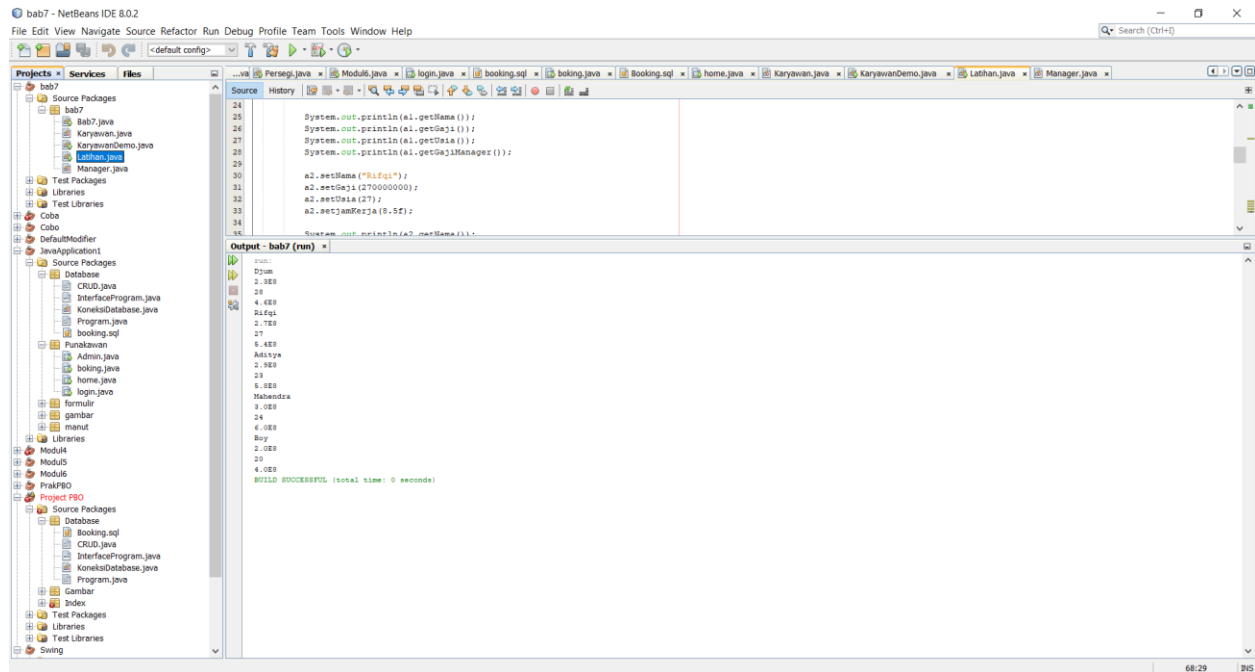 bab7 - NetBeans IDE 8.0.2
File Edit View Navigate Source Refactor Run Debug Profile Team Tools Window Help
Search (Ctrl+I)
<default config>
Projects Services Files
...va Persegi.java Modul6.java login.java booking.sql boking.java Booking.sql home.java Karyawan.java KaryawanDemo.java Latihan.java Manager.java
Source History
bab7
Source Packages
bab7
Bab7.java
Karyawan.java
KaryawanDemo.java
Latihan.java
Manager.java
Test Packages
Libraries
Test Libraries
Coba
Cobo
DefaultModifier
JavaApplication1
Source Packages
Database
CRUD.java
InterfaceProgram.java
KoneksiDatabase.java
Program.java
booking.sql
Punakawan
Admin.java
boking.java
home.java
login.java
formulir
gambar
manut
Libraries
Modul4
Modul5
Modul6
PrakPBO
Project PBO
Source Packages
Database
Booking.sql
CRUD.java
InterfaceProgram.java
KoneksiDatabase.java
Program.java
Gambar
Index
Test Packages
Libraries
Test Libraries
Swing
24
25 System.out.println(a1.getNama());
26 System.out.println(a1.getGaji());
27 System.out.println(a1.getUsia());
28 System.out.println(a1.getGajiManager());
29
30 a2.setNama("Rifqi");
31 a2.setGaji(270000000);
32 a2.setUsia(27);
33 a2.setjamKerja(8.5f);
34
35 System.out.println(a2.getNama());
Output - bab7 (run)
run:
Djum
2.3E8
28
4.6E8
Rifqi
2.7E8
27
5.4E8
Aditya
2.9E8
23
5.8E8
Mahendra
3.0E8
24
6.0E8
Boy
2.0E8
20
4.0E8
BUILD SUCCESSFUL (total time: 0 seconds)
68:29 INS